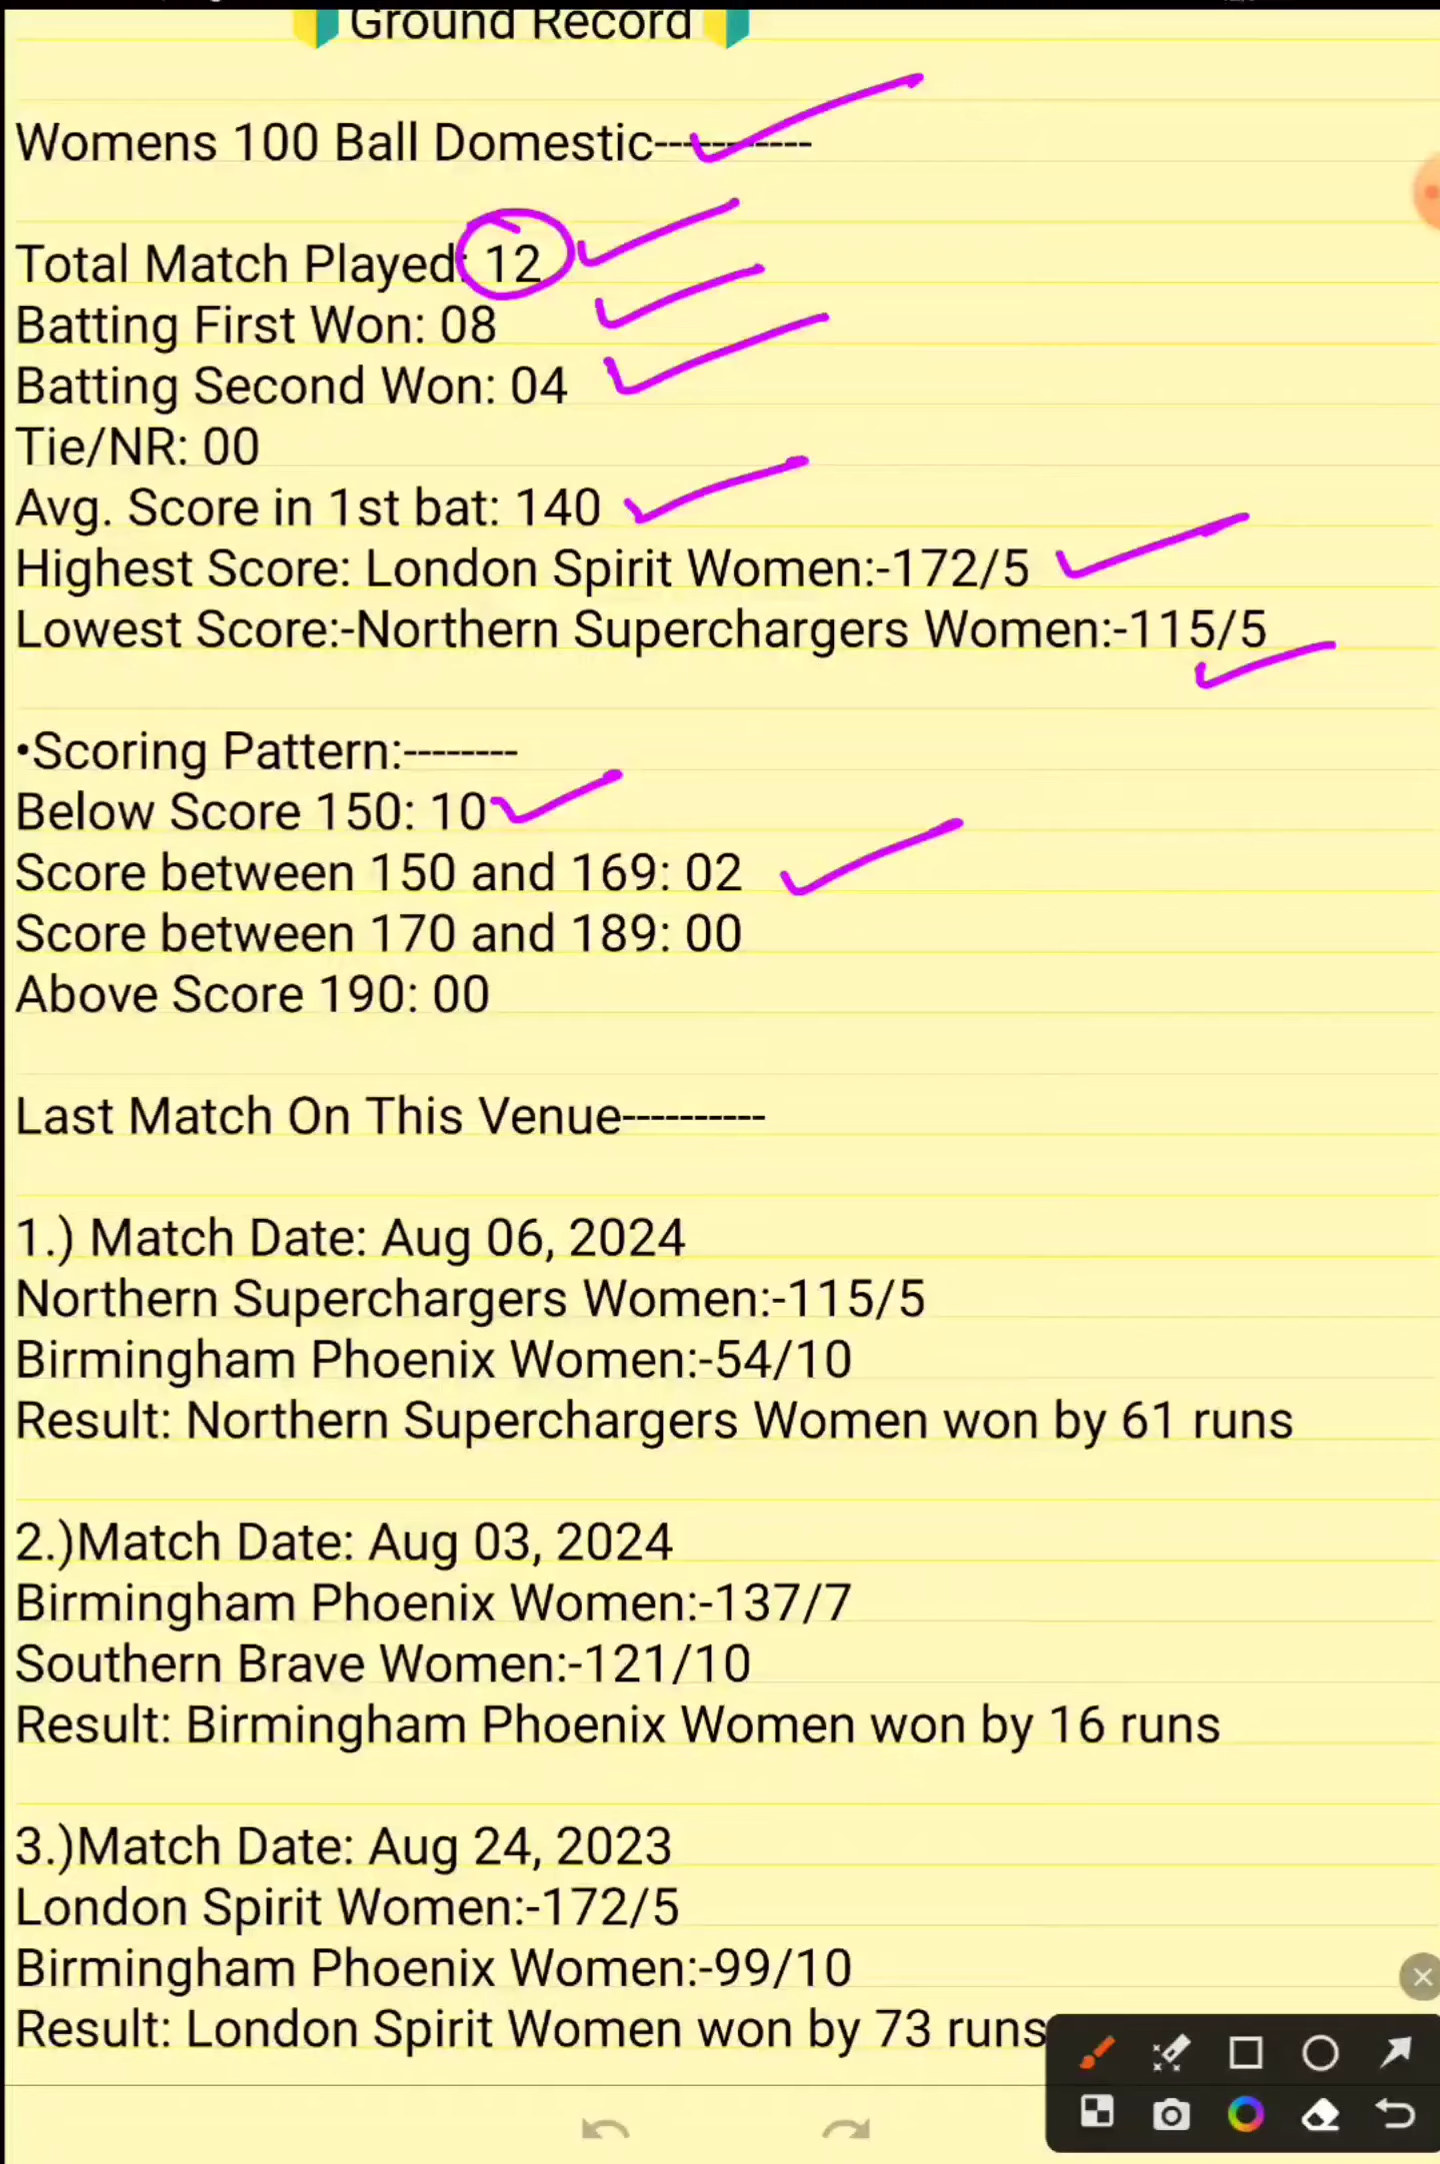 Ground Record
Womens 100 Ball Domestic-----------
Total Match Played: 12
Batting First Won: 08
Batting Second Won: 04
Tie/NR: 00
Avg. Score in 1st bat: 140
Highest Score: London Spirit Women:-172/5
Lowest Score:-Northern Superchargers Women:-115/5
•Scoring Pattern:--------
Below Score 150: 10
Score between 150 and 169: 02
Score between 170 and 189: 00
Above Score 190: 00
Last Match On This Venue----------
1.) Match Date: Aug 06, 2024
Northern Superchargers Women:-115/5
Birmingham Phoenix Women:-54/10
Result: Northern Superchargers Women won by 61 runs
2.)Match Date: Aug 03, 2024
Birmingham Phoenix Women:-137/7
Southern Brave Women:-121/10
Result: Birmingham Phoenix Women won by 16 runs
3.)Match Date: Aug 24, 2023
London Spirit Women:-172/5
Birmingham Phoenix Women:-99/10
Result: London Spirit Women won by 73 runs